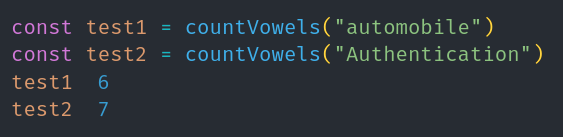 const test1 = countVowels("automobile")
const test2 = countVowels("Authentication")
test1  6
test2  7